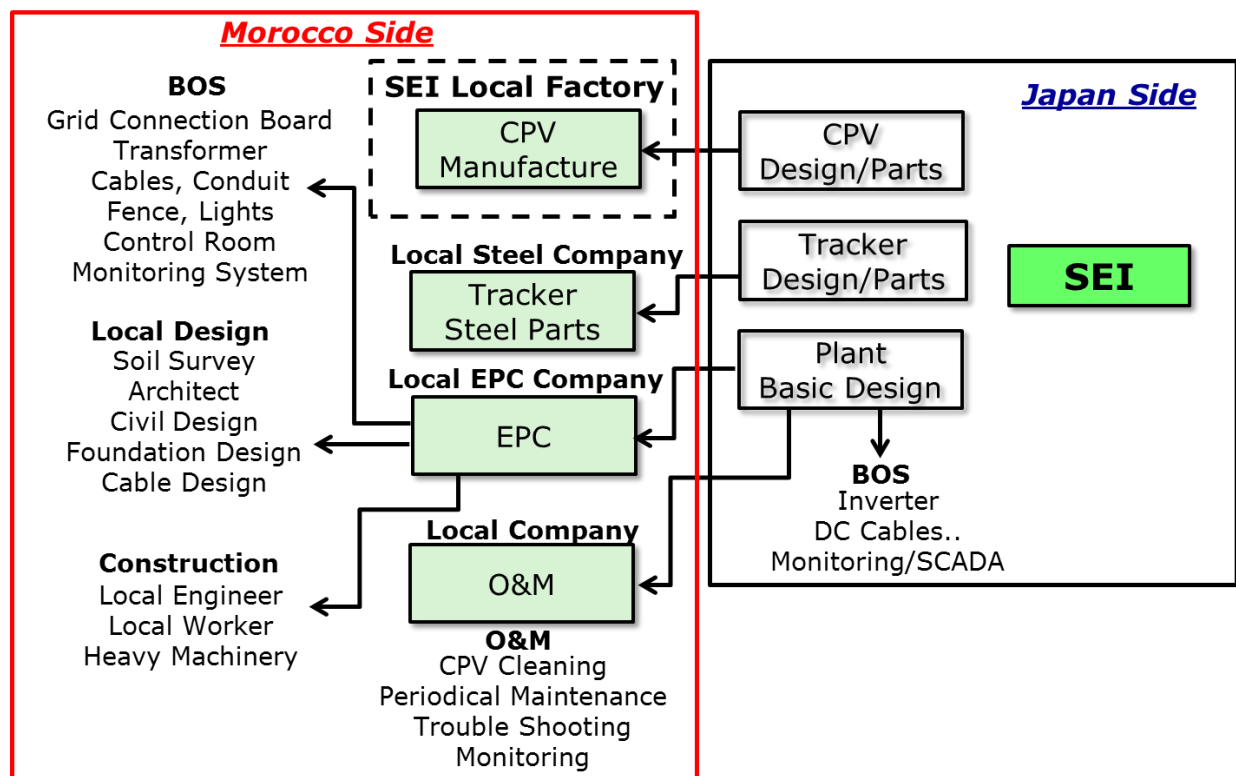 Morocco Side
BOS
Grid Connection Board
Transformer
Cables, Conduit
Fence, Lights
Control Room
Monitoring System
Local Design
Soil Survey
Architect
Civil Design
Foundation Design
Cable Design
Construction
Local Engineer
Local Worker
Heavy Machinery
SEI Local Factory
CPV
Manufacture
Local Steel Company
Tracker
Steel Parts
Local EPC Company
EPC
Local Company
O&M
O&M
CPV Cleaning
Periodical Maintenance
Trouble Shooting
Monitoring
Japan Side
CPV
Design/Parts
Tracker
Design/Parts
SEI
Plant
Basic Design
BOS
Inverter
DC Cables..
Monitoring/SCADA